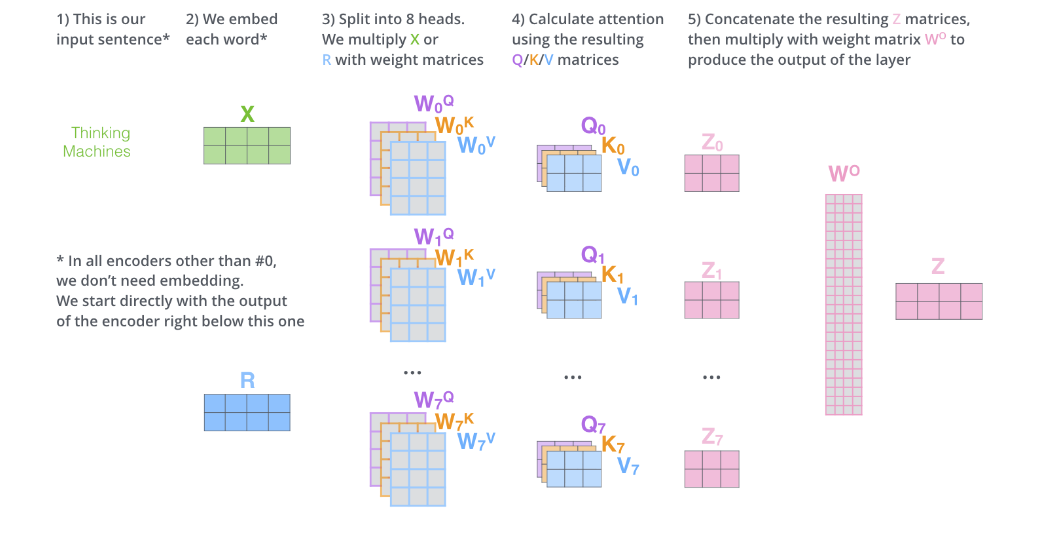 1) This is our
input sentence*
2) We embed
each word*
3) Split into 8 heads.
We multiply X or
R with weight matrices
4) Calculate attention
using the resulting
Q/K/V matrices
5) Concatenate the resulting Z matrices,
then multiply with weight matrix Wᴼ to
produce the output of the layer
Thinking
Machines
X
W₀Q
W₀K
W₀V
Q₀
K₀
V₀
Z₀
Wᴼ
* In all encoders other than #0,
we don’t need embedding.
We start directly with the output
of the encoder right below this one
W₁Q
W₁K
W₁V
Q₁
K₁
V₁
Z₁
Z
...
...
...
R
W₇Q
W₇K
W₇V
Q₇
K₇
V₇
Z₇